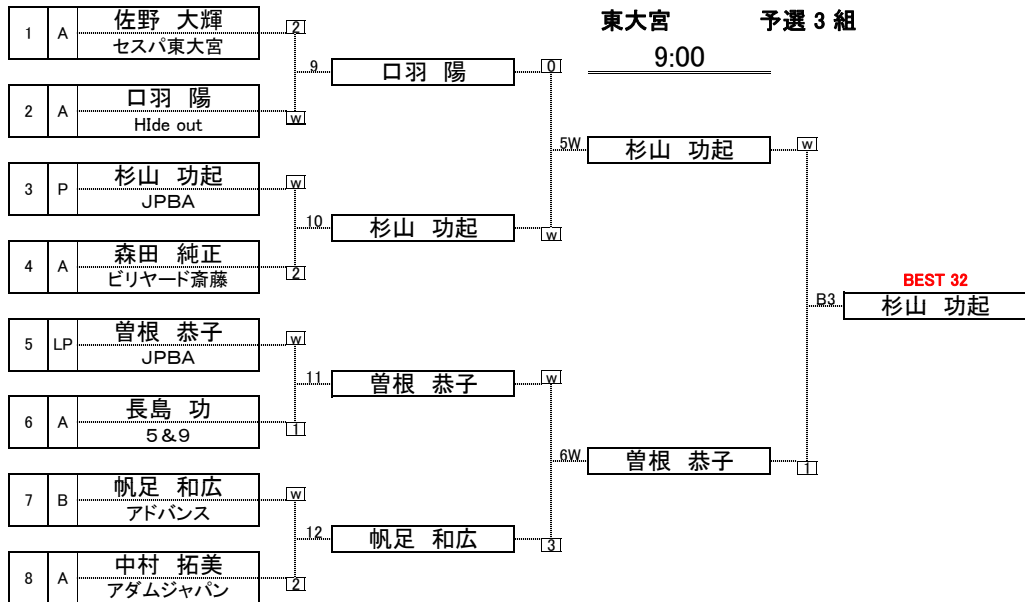 東大宮 予選 3 組
9:00
1 A 佐野 大輝 2
セスパ東大宮
9 口羽 陽 0
2 A 口羽 陽 w
HIde out
5W 杉山 功起 w
3 P 杉山 功起 w
JPBA
10 杉山 功起 w
4 A 森田 純正 2
ビリヤード斎藤
BEST 32
B3 杉山 功起
5 LP 曽根 恭子 w
JPBA
11 曽根 恭子 w
6 A 長島 功 1
5&9
6W 曽根 恭子 1
7 B 帆足 和広 w
アドバンス
12 帆足 和広 3
8 A 中村 拓美 2
アダムジャパン